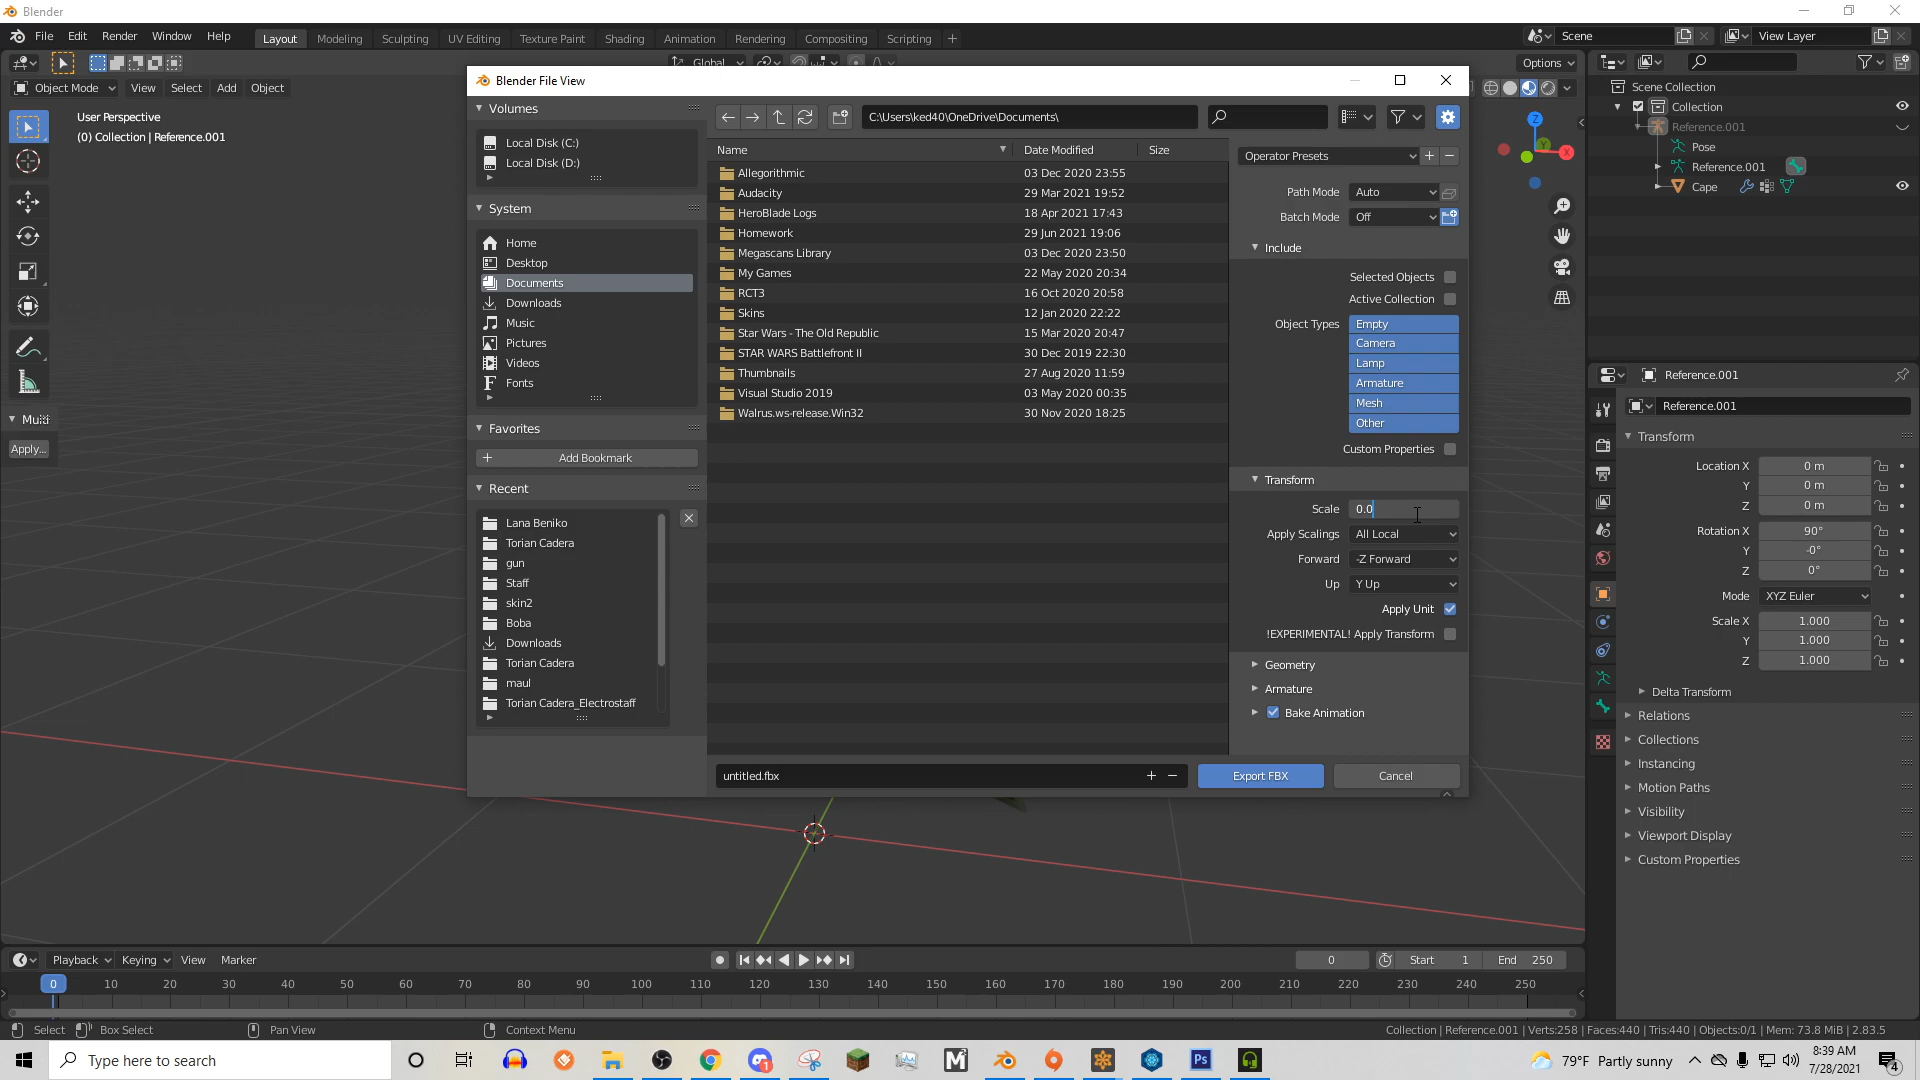 Blender
File Edit Render Window Help Layout Modeling Sculpting UV Editing Texture Paint Shading Animation Rendering Compositing Scripting + Scene View Layer
Global Options
Object Mode View Select Add Object
User Perspective
(0) Collection | Reference.001
Multi
Apply...
Blender File View
Volumes
Local Disk (C:)
Local Disk (D:)
System
Home
Desktop
Documents
Downloads
Music
Pictures
Videos
Fonts
Favorites
Add Bookmark
Recent
Lana Beniko
Torian Cadera
gun
Staff
skin2
Boba
Downloads
Torian Cadera
maul
Torian Cadera_Electrostaff
C:\Users\ked40\OneDrive\Documents\
Name Date Modified Size
Allegorithmic 03 Dec 2020 23:55
Audacity 29 Mar 2021 19:52
HeroBlade Logs 18 Apr 2021 17:43
Homework 29 Jun 2021 19:06
Megascans Library 03 Dec 2020 23:50
My Games 22 May 2020 20:34
RCT3 16 Oct 2020 20:58
Skins 12 Jan 2020 22:22
Star Wars - The Old Republic 15 Mar 2020 20:47
STAR WARS Battlefront II 30 Dec 2019 22:30
Thumbnails 27 Aug 2020 11:59
Visual Studio 2019 03 May 2020 00:35
Walrus.ws-release.Win32 30 Nov 2020 18:25
untitled.fbx
Operator Presets
Path Mode Auto
Batch Mode Off
Include
Selected Objects
Active Collection
Object Types Empty
Camera
Lamp
Armature
Mesh
Other
Custom Properties
Transform
Scale 0.0
Apply Scalings All Local
Forward -Z Forward
Up Y Up
Apply Unit
!EXPERIMENTAL! Apply Transform
Geometry
Armature
Bake Animation
Export FBX Cancel
Z
X
Y
Scene Collection
Collection
Reference.001
Pose
Reference.001
Cape
Reference.001
Reference.001
Transform
Location X 0 m
Y 0 m
Z 0 m
Rotation X 90°
Y -0°
Z 0°
Mode XYZ Euler
Scale X 1.000
Y 1.000
Z 1.000
Delta Transform
Relations
Collections
Instancing
Motion Paths
Visibility
Viewport Display
Custom Properties
Playback Keying View Marker 0 Start 1 End 250
0 10 20 30 40 50 60 70 80 90 100 110 120 130 140 150 160 170 180 190 200 210 220 230 240 250
Select Box Select Pan View Context Menu Collection | Reference.001 | Verts:258 | Faces:440 | Tris:440 | Objects:0/1 | Mem: 73.8 MiB | 2.83.5
Type here to search 1 M Ps 79°F Partly sunny 8:39 AM
7/28/2021 4